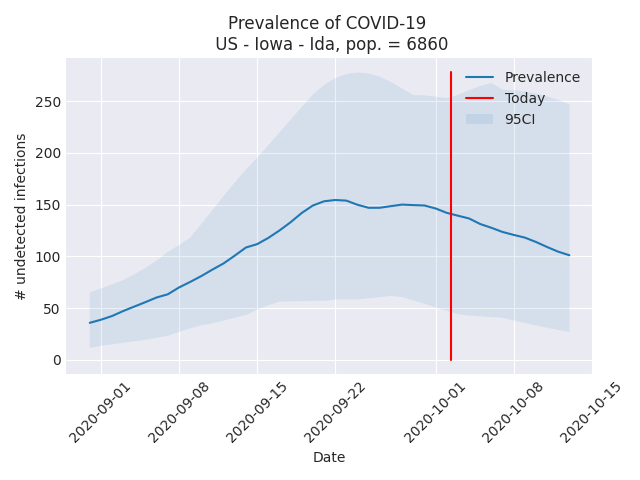 Prevalence of COVID-19
US - Iowa - Ida, pop. = 6860
Prevalence
Today
95CI
# undetected infections
250
200
150
100
50
0
2020-09-01
2020-09-08
2020-09-15
2020-09-22
2020-10-01
2020-10-08
2020-10-15
Date